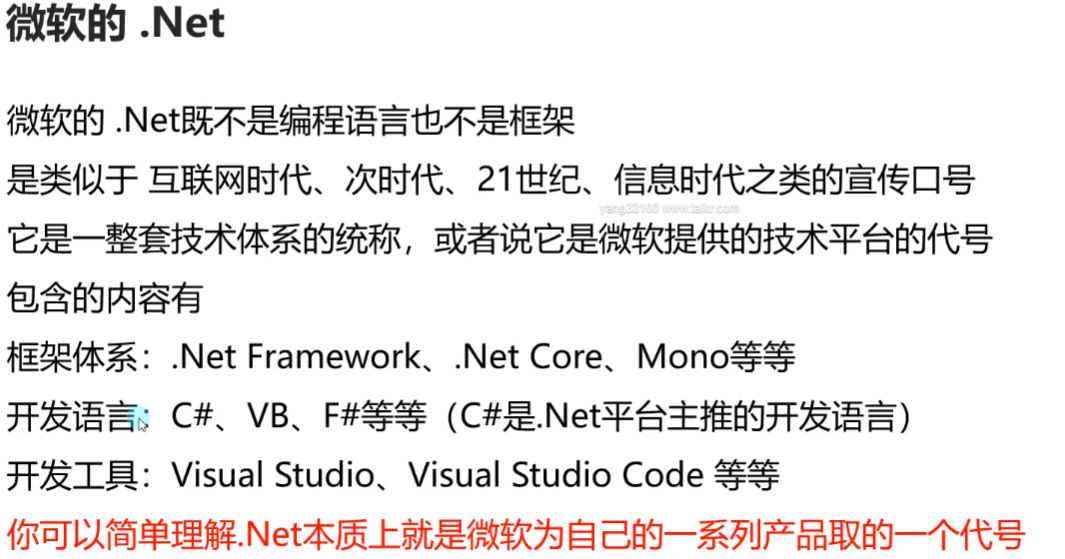 微软的 .Net
微软的 .Net既不是编程语言也不是框架
是类似于 互联网时代、次时代、21世纪、信息时代之类的宣传口号
yang33100 www.taikr.com
它是一整套技术体系的统称，或者说它是微软提供的技术平台的代号
包含的内容有
框架体系：.Net Framework、.Net Core、Mono等等
开发语言：C#、VB、F#等等（C#是.Net平台主推的开发语言）
开发工具：Visual Studio、Visual Studio Code 等等
你可以简单理解.Net本质上就是微软为自己的一系列产品取的一个代号